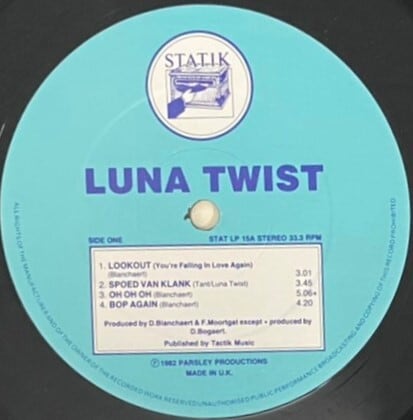 STATIK
LUNA TWIST
SIDE ONE
STAT LP 15A STEREO 33.3 RPM
1. LOOKOUT (You're Falling In Love Again)
(Blanchaert) 3.01
2. SPOED VAN KLANK (Tant/Luna Twist) 3.45
3. OH OH OH (Blanchaert) 5.06+
4. BOP AGAIN (Blanchaert) 4.20
Produced by D.Blanchaert & F.Moortgal except • produced by
D.Bogaert.
Published by Tactik Music
Ⓟ 1982 PARSLEY PRODUCTIONS
MADE IN U.K.
ALL RIGHTS OF THE MANUFACTURER AND OF THE OWNER OF THE RECORDED WORK RESERVED/UNAUTHORISED PUBLIC PERFORMANCE BROADCASTING AND COPYING OF THIS RECORD PROHIBITED